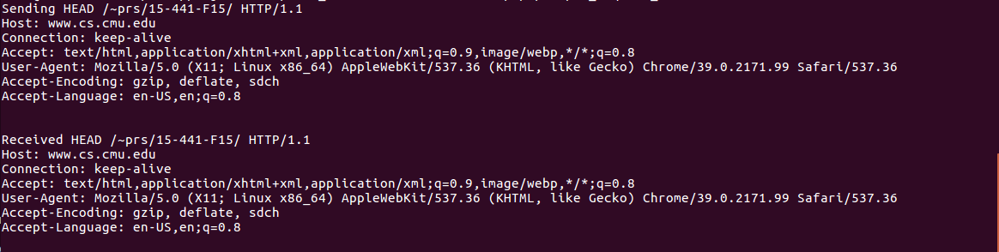 Sending HEAD /~prs/15-441-F15/ HTTP/1.1
Host: www.cs.cmu.edu
Connection: keep-alive
Accept: text/html,application/xhtml+xml,application/xml;q=0.9,image/webp,*/*;q=0.8
User-Agent: Mozilla/5.0 (X11; Linux x86_64) AppleWebKit/537.36 (KHTML, like Gecko) Chrome/39.0.2171.99 Safari/537.36
Accept-Encoding: gzip, deflate, sdch
Accept-Language: en-US,en;q=0.8
Received HEAD /~prs/15-441-F15/ HTTP/1.1
Host: www.cs.cmu.edu
Connection: keep-alive
Accept: text/html,application/xhtml+xml,application/xml;q=0.9,image/webp,*/*;q=0.8
User-Agent: Mozilla/5.0 (X11; Linux x86_64) AppleWebKit/537.36 (KHTML, like Gecko) Chrome/39.0.2171.99 Safari/537.36
Accept-Encoding: gzip, deflate, sdch
Accept-Language: en-US,en;q=0.8